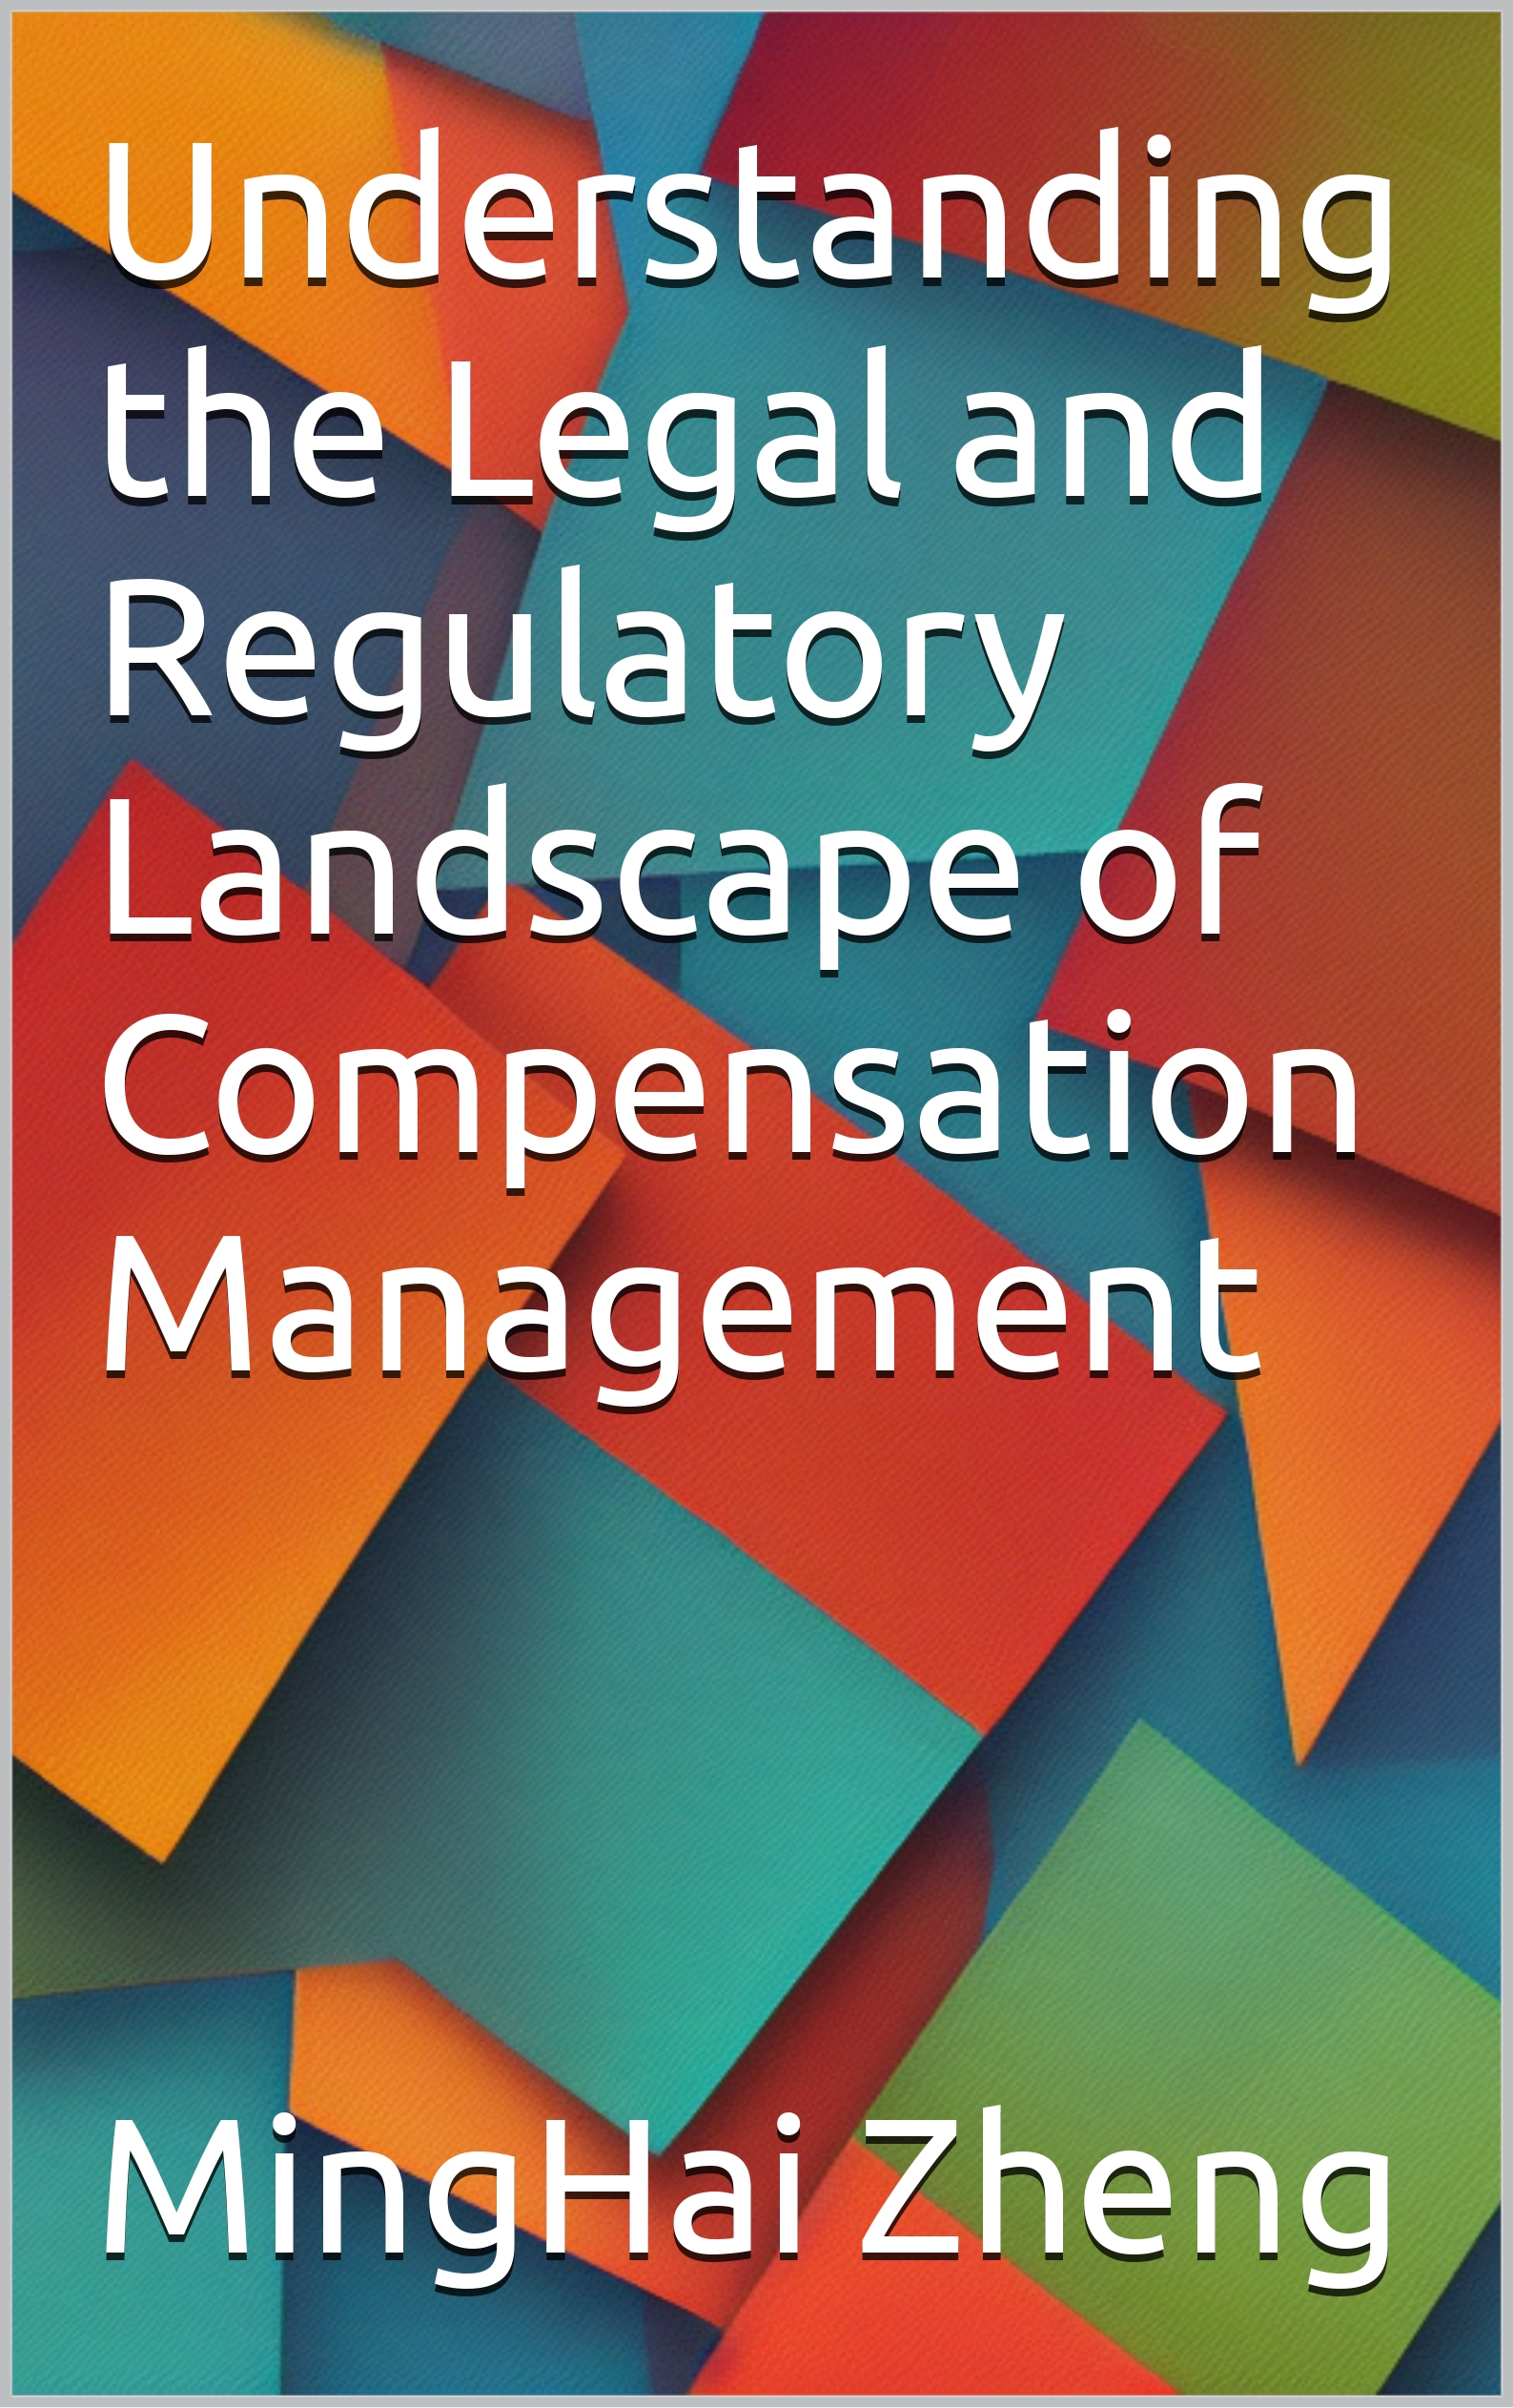 Understanding
the Legal and
Regulatory
Landscape of
Compensation
Management
MingHai Zheng